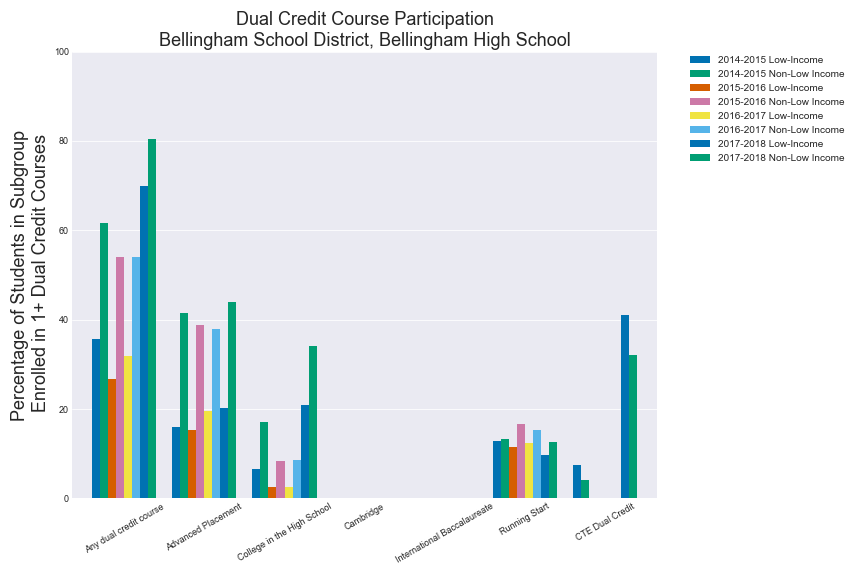 Dual Credit Course Participation
Bellingham School District, Bellingham High School
Percentage of Students in Subgroup
Enrolled in 1+ Dual Credit Courses
100
80
60
40
20
0
Any dual credit course
Advanced Placement
College in the High School
Cambridge
International Baccalaureate
Running Start
CTE Dual Credit
2014-2015 Low-Income
2014-2015 Non-Low Income
2015-2016 Low-Income
2015-2016 Non-Low Income
2016-2017 Low-Income
2016-2017 Non-Low Income
2017-2018 Low-Income
2017-2018 Non-Low Income